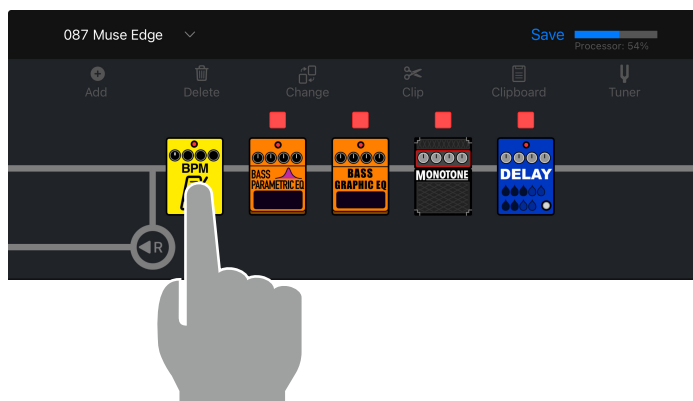 087 Muse Edge
Save
Processor: 54%
Add
Delete
Change
Clip
Clipboard
Tuner
BPM
BASS
PARAMETRIC EQ
BASS
GRAPHIC EQ
MONOTONE
DELAY
R